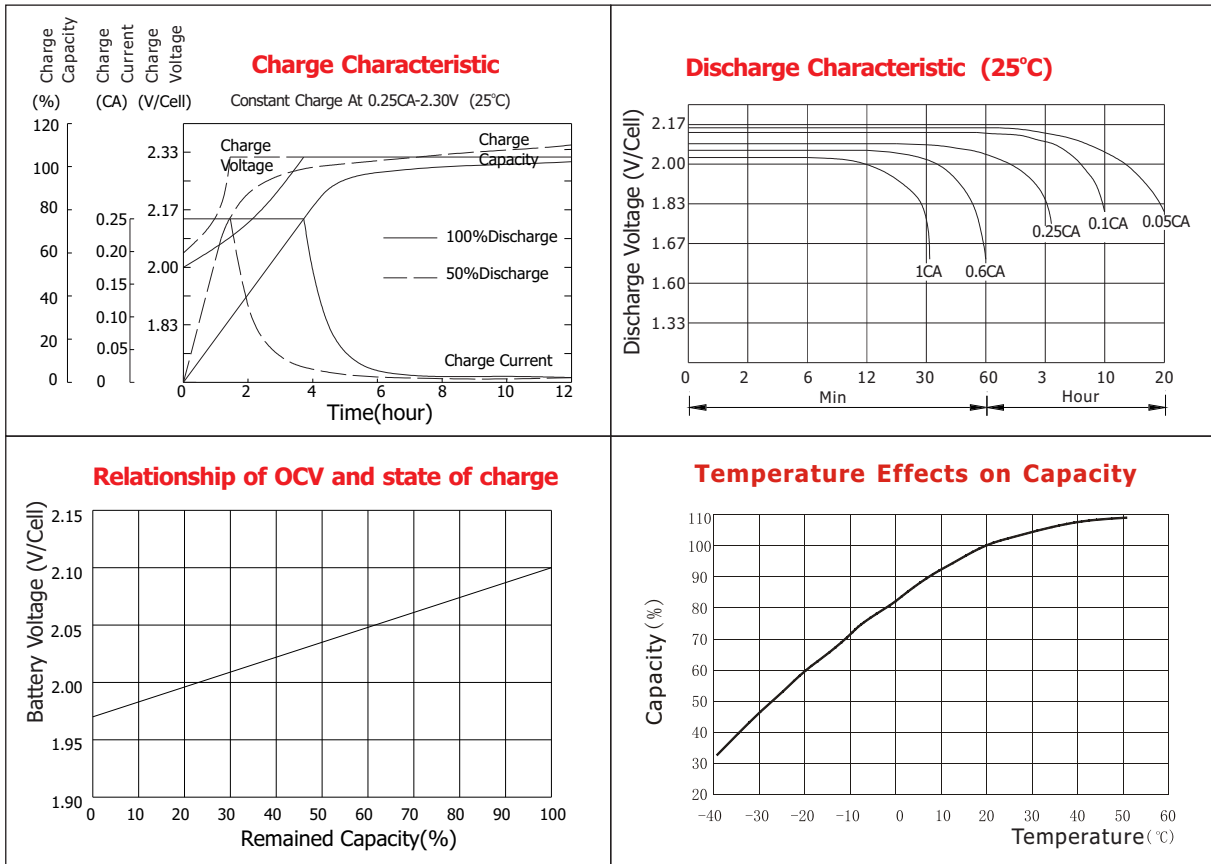 Charge Capacity
Charge Current
Charge Voltage
(%) (CA) (V/Cell)
Charge Characteristic
Constant Charge At 0.25CA-2.30V (25°C)
120
100
80
60
40
20
0
0.25
0.20
0.15
0.10
0.05
0
2.33
2.17
2.00
1.83
Charge Voltage
Charge Capacity
100%Discharge
50%Discharge
Charge Current
0 2 4 6 8 10 12
Time(hour)
Discharge Characteristic (25°C)
Discharge Voltage (V/Cell)
2.17
2.00
1.83
1.67
1.60
1.33
1CA 0.6CA 0.25CA 0.1CA 0.05CA
0 2 6 12 30 60 3 10 20
Min Hour
Relationship of OCV and state of charge
Battery Voltage (V/Cell)
2.15
2.10
2.05
2.00
1.95
1.90
0 10 20 30 40 50 60 70 80 90 100
Remained Capacity(%)
Temperature Effects on Capacity
Capacity(%)
110
100
90
80
70
60
50
40
30
20
-40 -30 -20 -10 0 10 20 30 40 50 60
Temperature(℃)